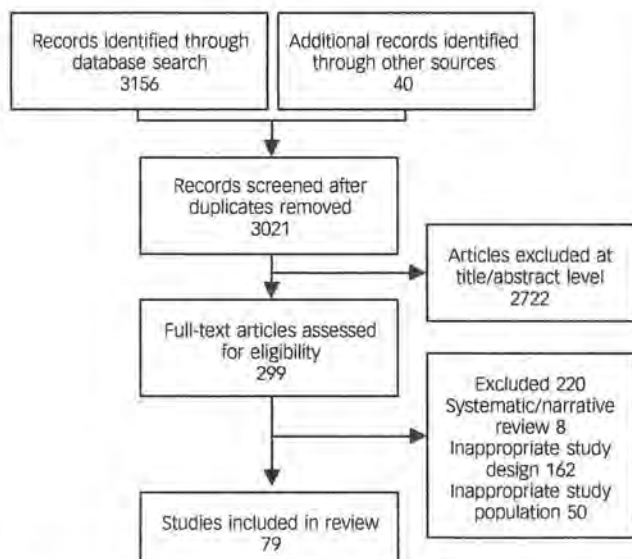 Records identified through
database search
3156
Additional records identified
through other sources
40
Records screened after
duplicates removed
3021
Articles excluded at
title/abstract level
2722
Full-text articles assessed
for eligibility
299
Excluded 220
Systematic/narrative
review 8
Inappropriate study
design 162
Inappropriate study
population 50
Studies included in review
79